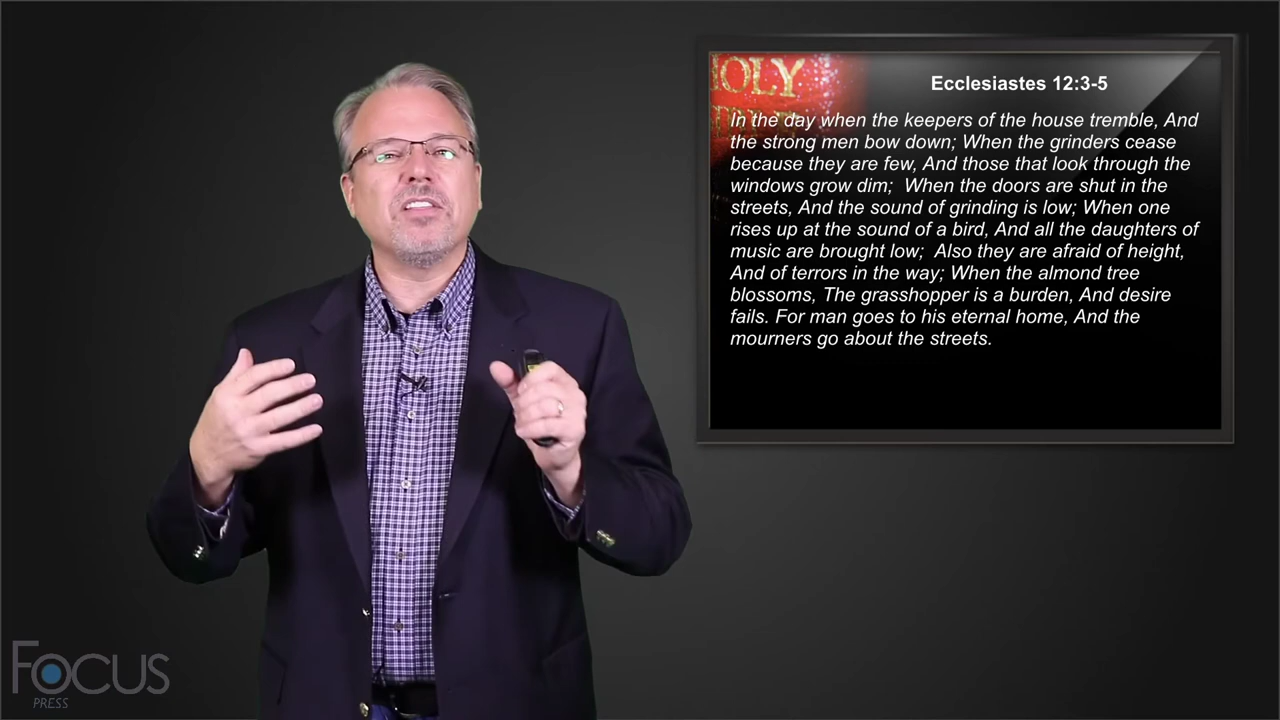 HOLY
BIBLE
Ecclesiastes 12:3-5
In the day when the keepers of the house tremble, And
the strong men bow down; When the grinders cease
because they are few, And those that look through the
windows grow dim;  When the doors are shut in the
streets, And the sound of grinding is low; When one
rises up at the sound of a bird, And all the daughters of
music are brought low;  Also they are afraid of height,
And of terrors in the way; When the almond tree
blossoms, The grasshopper is a burden, And desire
fails. For man goes to his eternal home, And the
mourners go about the streets.
FOCUS
PRESS